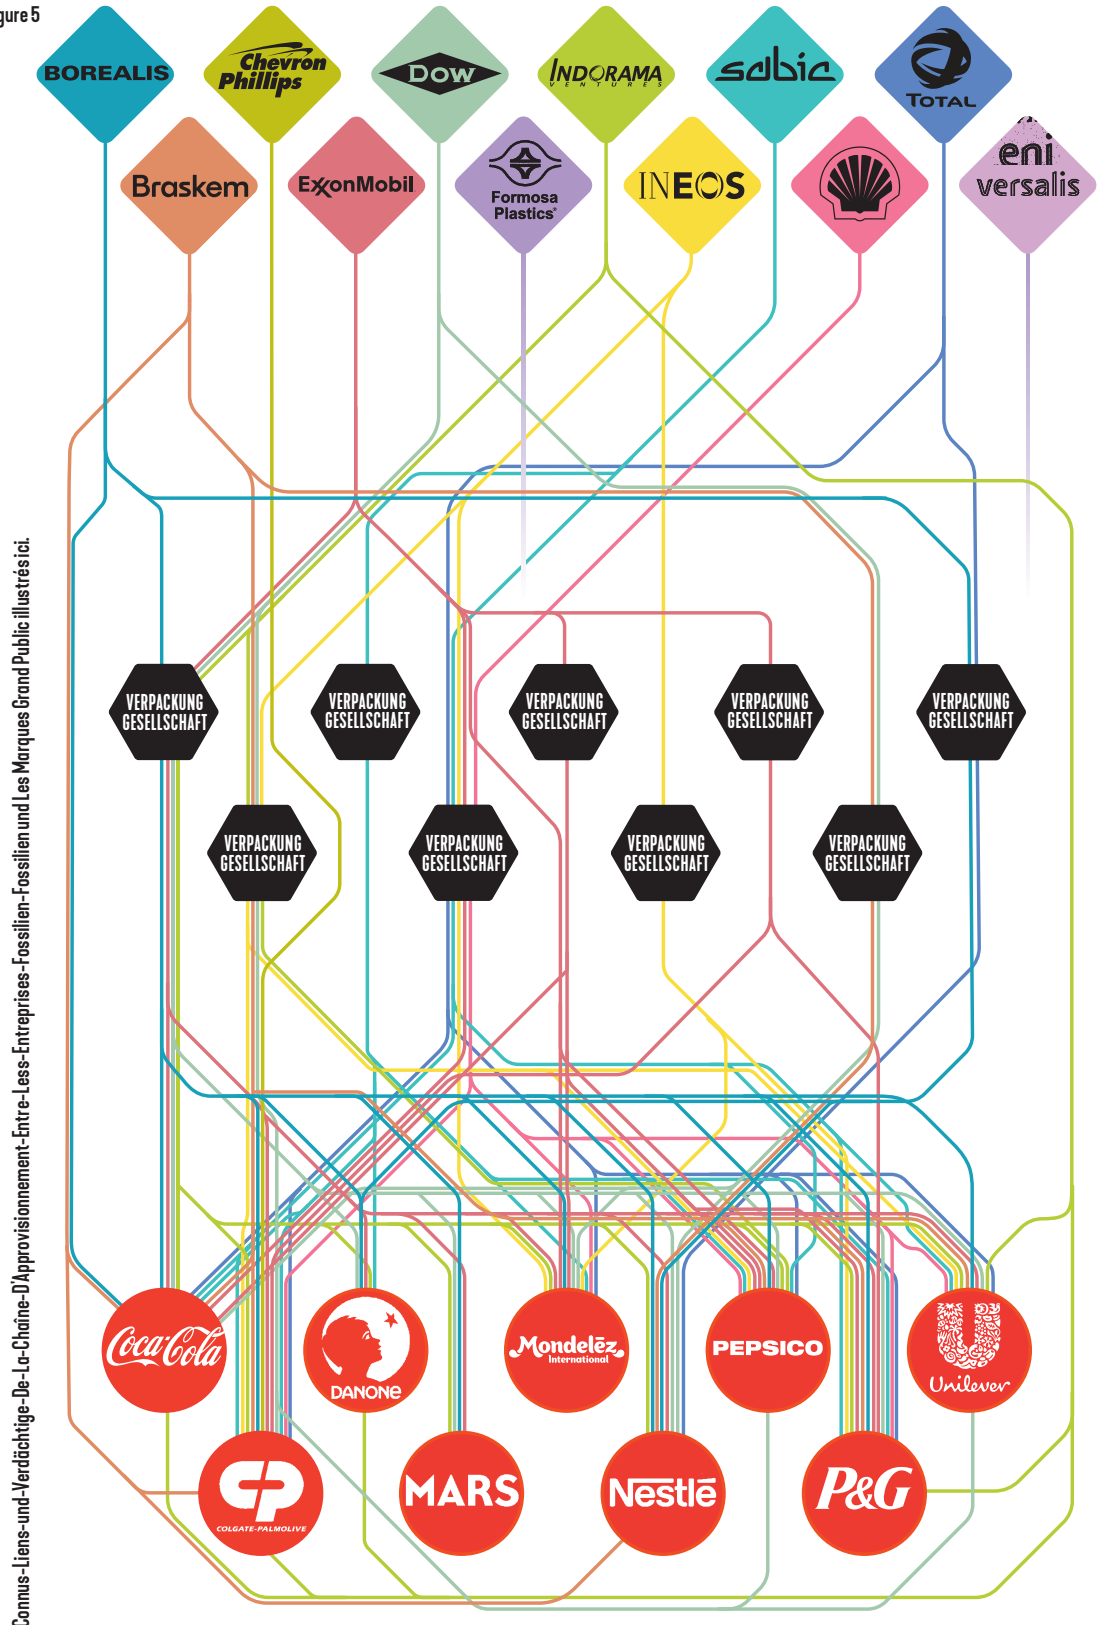 gure 5
BOREALIS
Chevron
Phillips
Dow
INDORAMA
VENTURES
sabic
TOTAL
Braskem
ExxonMobil
Formosa
Plastics®
INEOS
eni
versalis
Connus-Liens-und-Verdächtige-De-La-Chaîne-D'Approvisionnement-Entre-Less-Entreprises-Fossilien-Fossilien und Les Marques Grand Public illustrés ici.
VERPACKUNG
GESELLSCHAFT
VERPACKUNG
GESELLSCHAFT
VERPACKUNG
GESELLSCHAFT
VERPACKUNG
GESELLSCHAFT
VERPACKUNG
GESELLSCHAFT
VERPACKUNG
GESELLSCHAFT
VERPACKUNG
GESELLSCHAFT
VERPACKUNG
GESELLSCHAFT
VERPACKUNG
GESELLSCHAFT
Coca-Cola
DANONE
Mondelēz
International
PEPSICO
Unilever
CP
COLGATE-PALMOLIVE
MARS
Nestlé
P&G